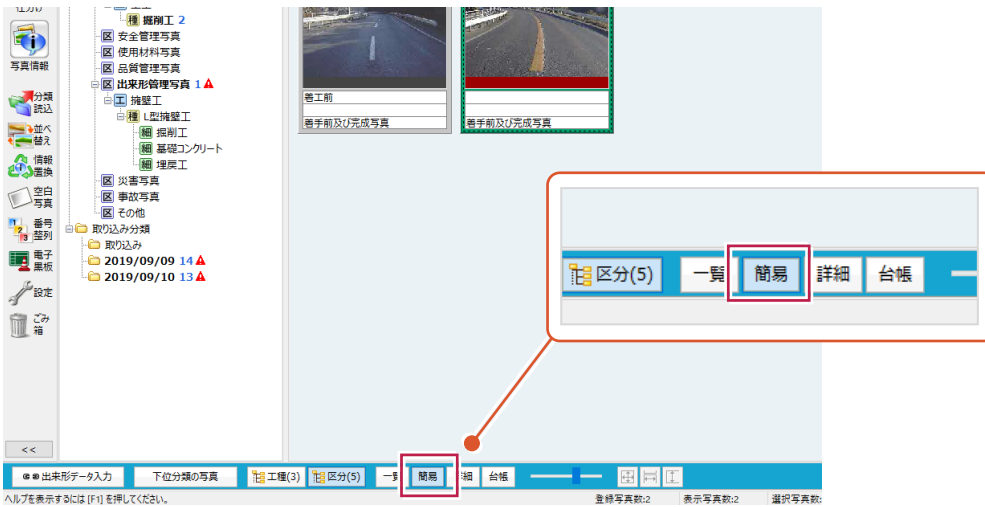 仕分け
写真情報
分類
読込
並べ
替え
情報
置換
空白
写真
番号
整列
電子
黒板
設定
ごみ
箱
<<
種 掘削工 2
区 安全管理写真
区 使用材料写真
区 品質管理写真
区 出来形管理写真 1
工 擁壁工
種 L型擁壁工
細 掘削工
細 基礎コンクリート
細 埋戻工
区 災害写真
区 事故写真
区 その他
取り込み分類
取り込み
2019/09/09 14
2019/09/10 13
着工前
着手前及び完成写真
着手前及び完成写真
区分(5) 一覧 簡易 詳細 台帳
出来形データ入力 下位分類の写真 工種(3) 区分(5) 一覧 簡易 詳細 台帳
ヘルプを表示するには [F1] を押してください。 登録写真数:2 表示写真数:2 選択写真数: